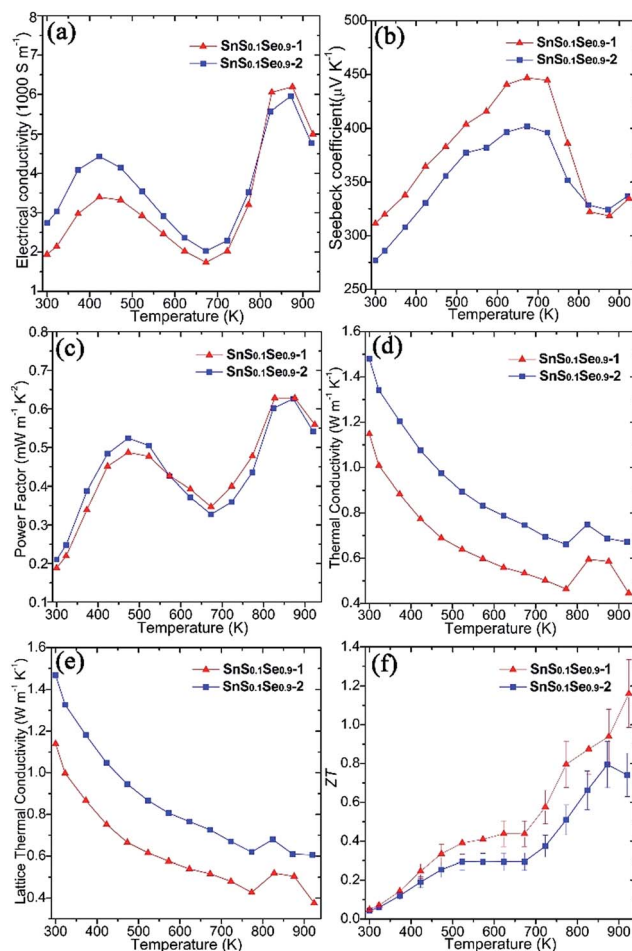 (a)
SnS0.1Se0.9-1
SnS0.1Se0.9-2
Electrical conductivity (1000 S m⁻¹)
8
7
6
5
4
3
2
1
300 400 500 600 700 800 900
Temperature (K)
(b)
SnS0.1Se0.9-1
SnS0.1Se0.9-2
Seebeck coefficient(μV K⁻¹)
500
450
400
350
300
250
300 400 500 600 700 800 900
Temperature (K)
(c)
SnS0.1Se0.9-1
SnS0.1Se0.9-2
Power Factor (mW m⁻¹ K⁻²)
0.8
0.7
0.6
0.5
0.4
0.3
0.2
0.1
300 400 500 600 700 800 900
Temperature (K)
(d)
SnS0.1Se0.9-1
SnS0.1Se0.9-2
Thermal Conductivity (W m⁻¹ K⁻¹)
1.6
1.4
1.2
1.0
0.8
0.6
0.4
300 400 500 600 700 800 900
Temperature (K)
(e)
SnS0.1Se0.9-1
SnS0.1Se0.9-2
Lattice Thermal Conductivity (W m⁻¹ K⁻¹)
1.6
1.4
1.2
1.0
0.8
0.6
0.4
300 400 500 600 700 800 900
Temperature (K)
(f)
SnS0.1Se0.9-1
SnS0.1Se0.9-2
ZT
1.4
1.2
1.0
0.8
0.6
0.4
0.2
0.0
300 400 500 600 700 800 900
Temperature (K)